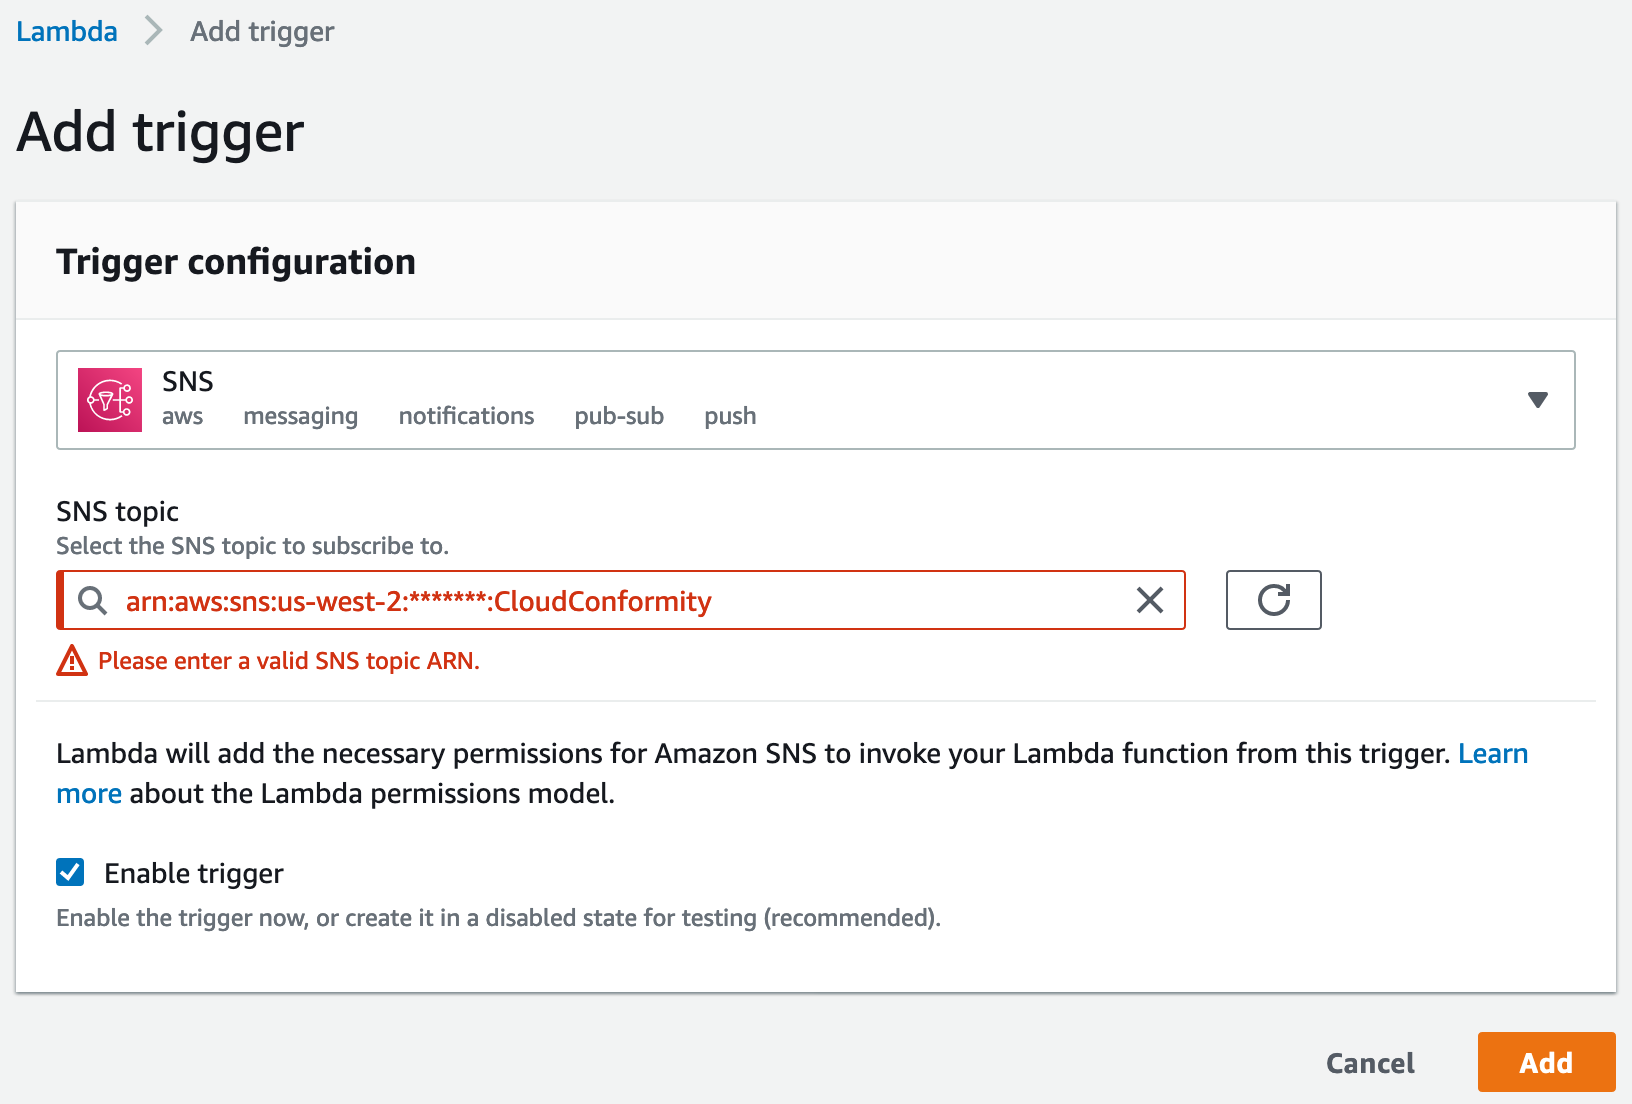 Lambda > Add trigger
Add trigger
Trigger configuration
SNS
aws messaging notifications pub-sub push
SNS topic
Select the SNS topic to subscribe to.
arn:aws:sns:us-west-2:*******:CloudConformity
Please enter a valid SNS topic ARN.
Lambda will add the necessary permissions for Amazon SNS to invoke your Lambda function from this trigger. Learn
more about the Lambda permissions model.
Enable trigger
Enable the trigger now, or create it in a disabled state for testing (recommended).
Cancel Add